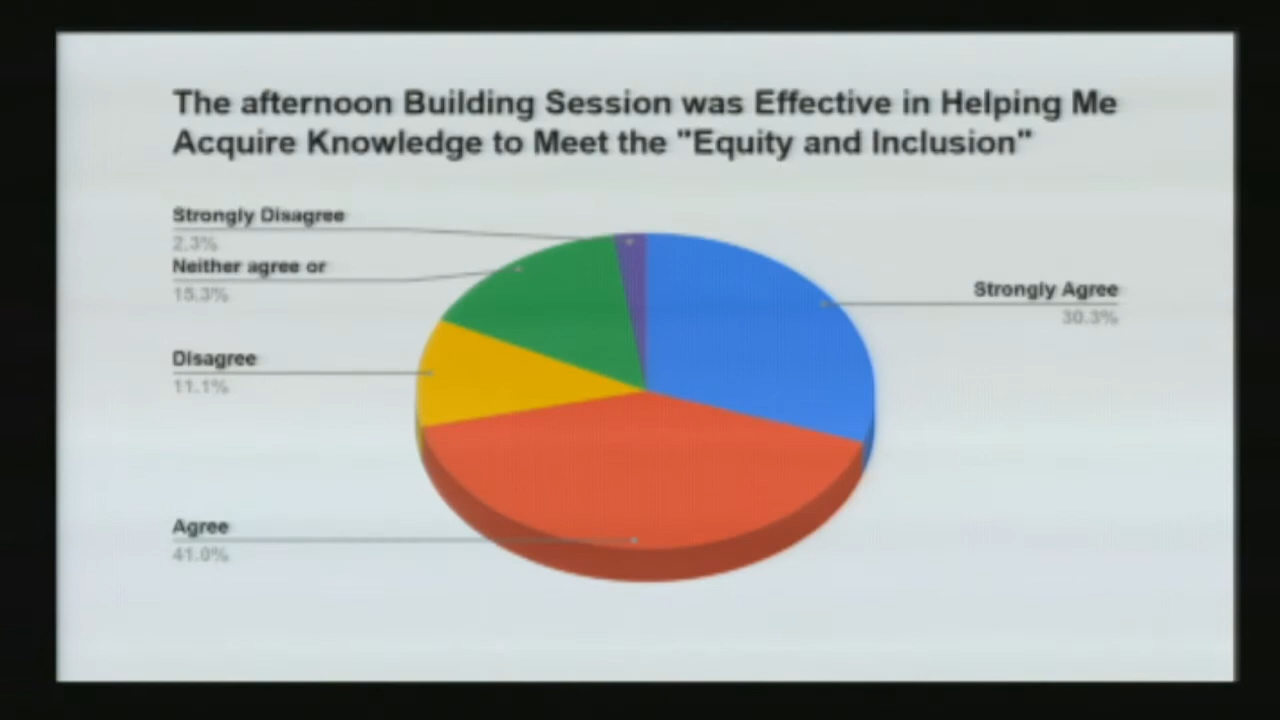 The afternoon Building Session was Effective in Helping Me
Acquire Knowledge to Meet the "Equity and Inclusion"
Strongly Disagree
2.3%
Neither agree or
15.3%
Disagree
11.1%
Agree
41.0%
Strongly Agree
30.3%